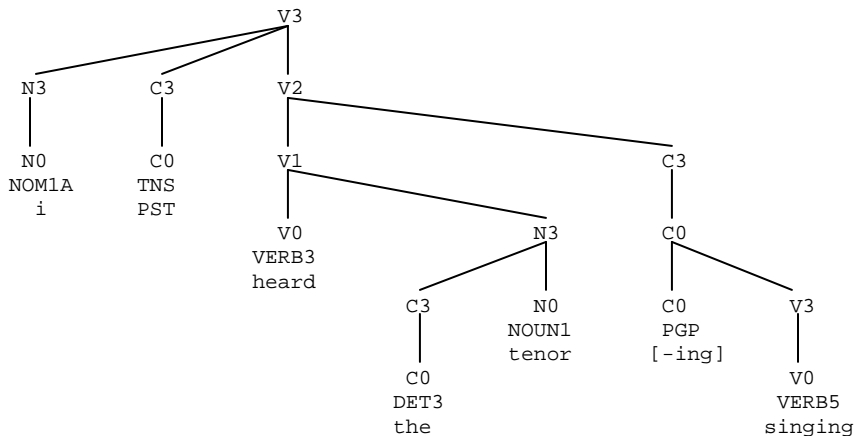 V3
N3 C3 V2
N0 C0 V1 C3
NOM1A TNS
i PST
V0 N3 C0
VERB3
heard
C3 N0 C0 V3
NOUN1 PGP
tenor [-ing]
C0 V0
DET3 VERB5
the singing